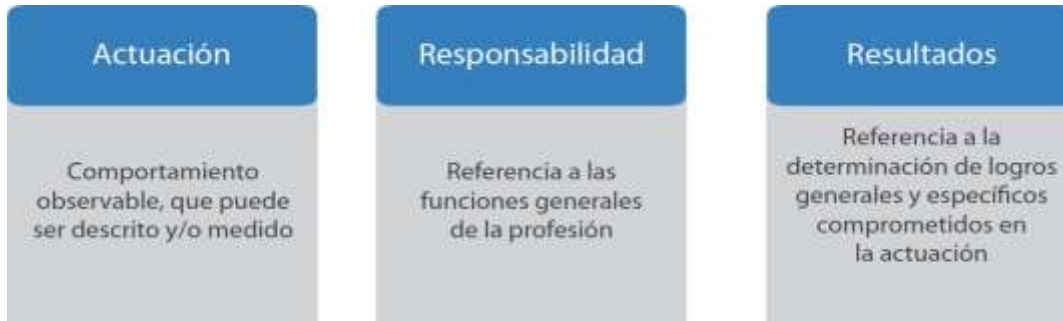 Actuación
Comportamiento
observable, que puede
ser descrito y/o medido
Responsabilidad
Referencia a las
funciones generales
de la profesión
Resultados
Referencia a la
determinación de logros
generales y específicos
comprometidos en
la actuación